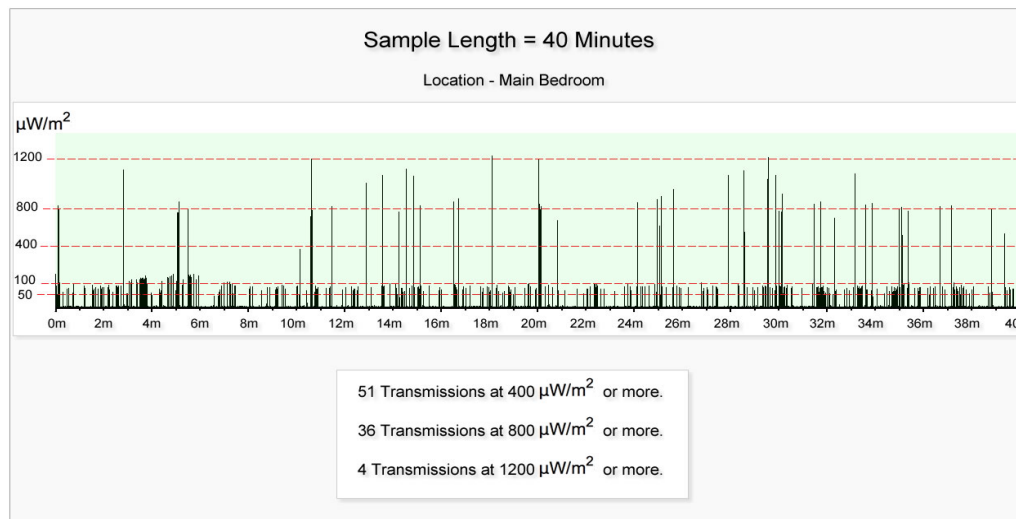 Sample Length = 40 Minutes
Location - Main Bedroom
µW/m²
1200
800
400
100
50
0m 2m 4m 6m 8m 10m 12m 14m 16m 18m 20m 22m 24m 26m 28m 30m 32m 34m 36m 38m 40
51 Transmissions at 400 µW/m² or more.
36 Transmissions at 800 µW/m² or more.
4 Transmissions at 1200 µW/m² or more.